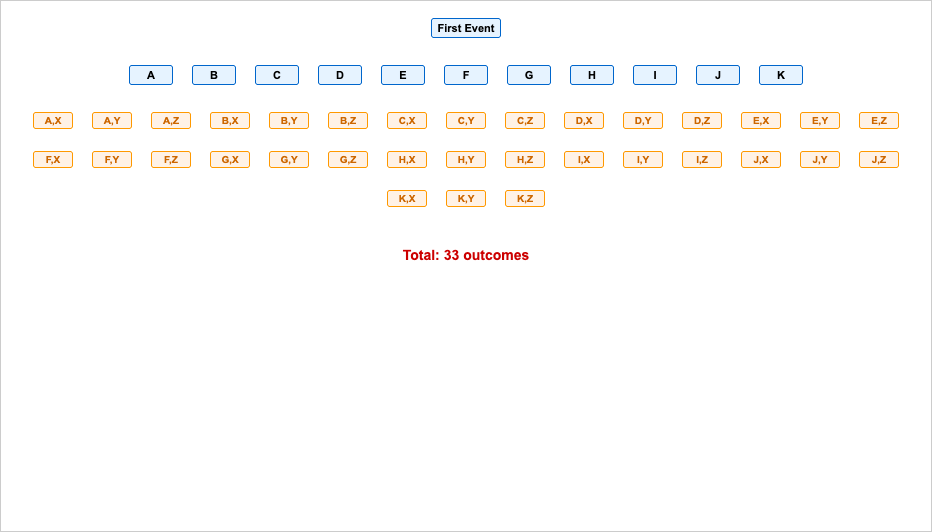 First Event
A B C D E F G H I J K
A,X A,Y A,Z B,X B,Y B,Z C,X C,Y C,Z D,X D,Y D,Z E,X E,Y E,Z
F,X F,Y F,Z G,X G,Y G,Z H,X H,Y H,Z I,X I,Y I,Z J,X J,Y J,Z
K,X K,Y K,Z
Total: 33 outcomes